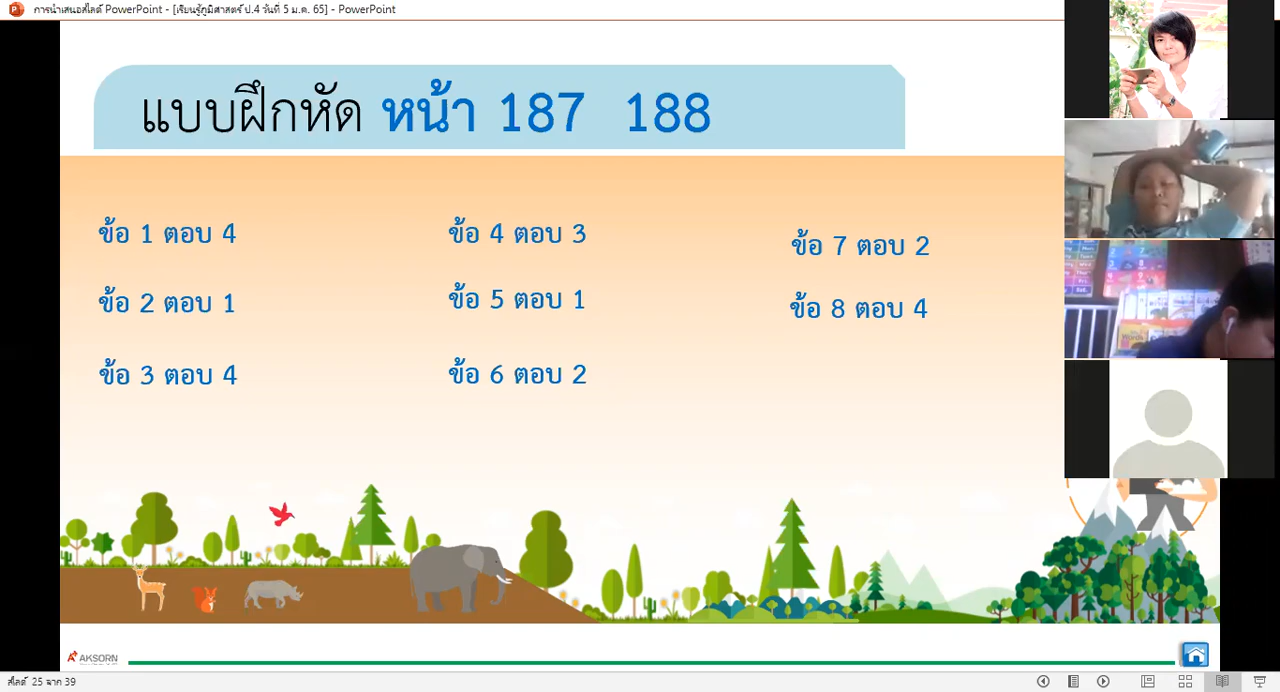 การนำเสนอสไลด์ PowerPoint - [เรียนรู้ภูมิศาสตร์ ป.4 วันที่ 5 ม.ค. 65] - PowerPoint
แบบฝึกหัด หน้า 187 188
ข้อ 1 ตอบ 4
ข้อ 2 ตอบ 1
ข้อ 3 ตอบ 4
ข้อ 4 ตอบ 3
ข้อ 5 ตอบ 1
ข้อ 6 ตอบ 2
ข้อ 7 ตอบ 2
ข้อ 8 ตอบ 4
AKSORN
สไลด์ 25 จาก 39